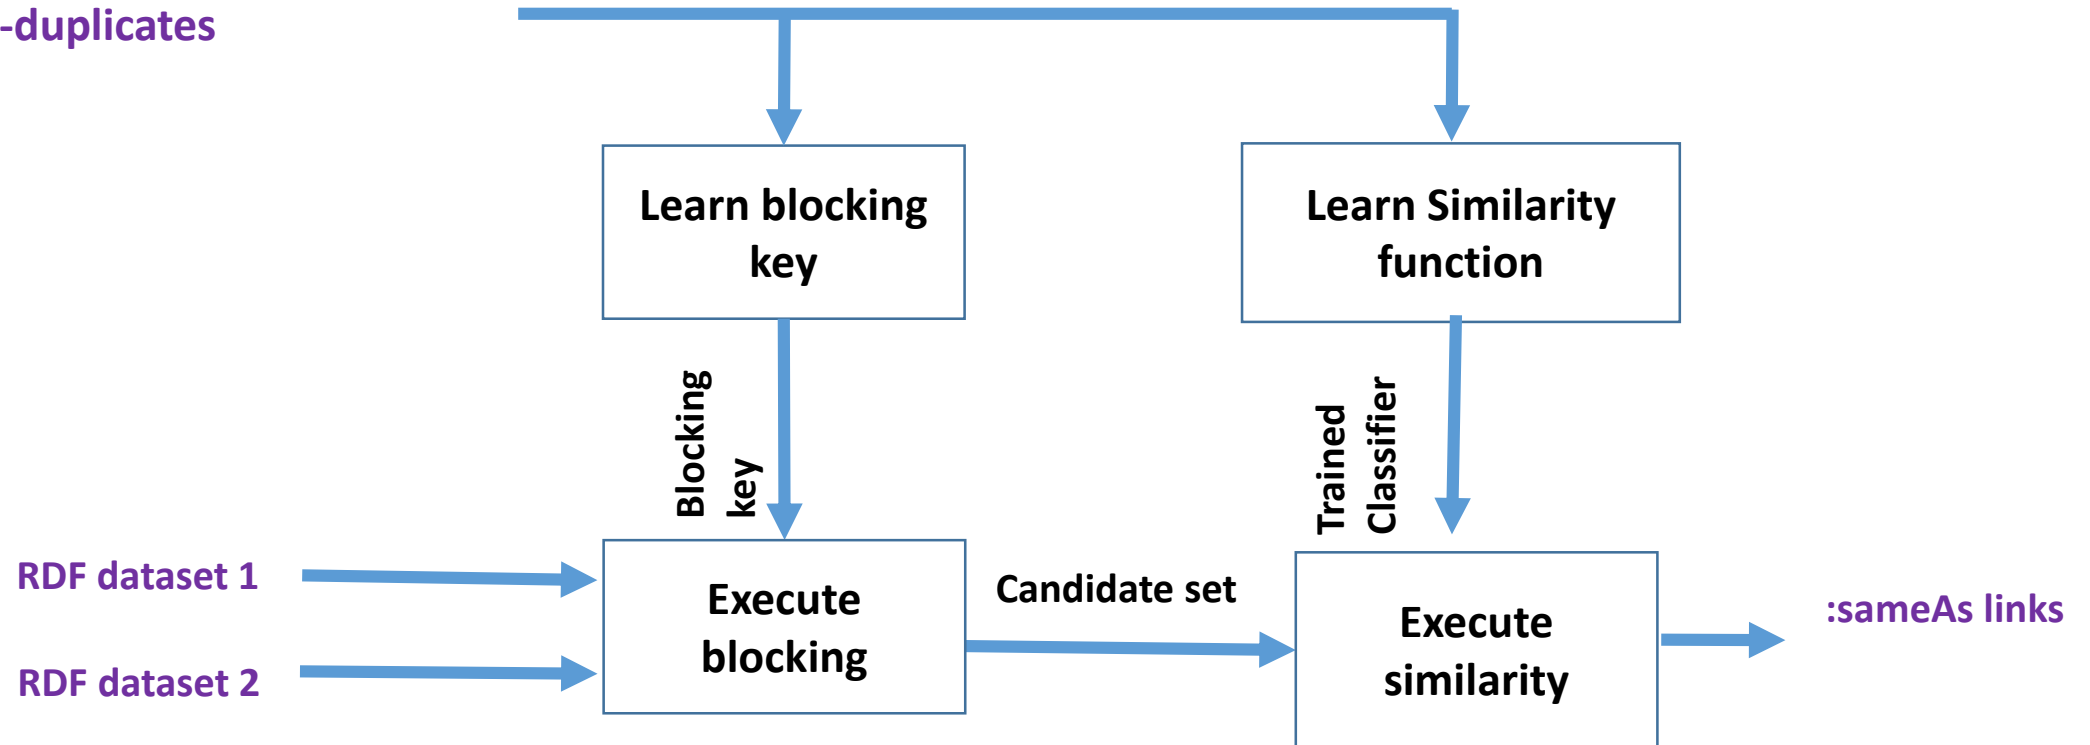 -duplicates
Learn blocking
key
Learn Similarity
function
Blocking
key
Trained
Classifier
RDF dataset 1
RDF dataset 2
Execute
blocking
Candidate set
Execute
similarity
:sameAs links